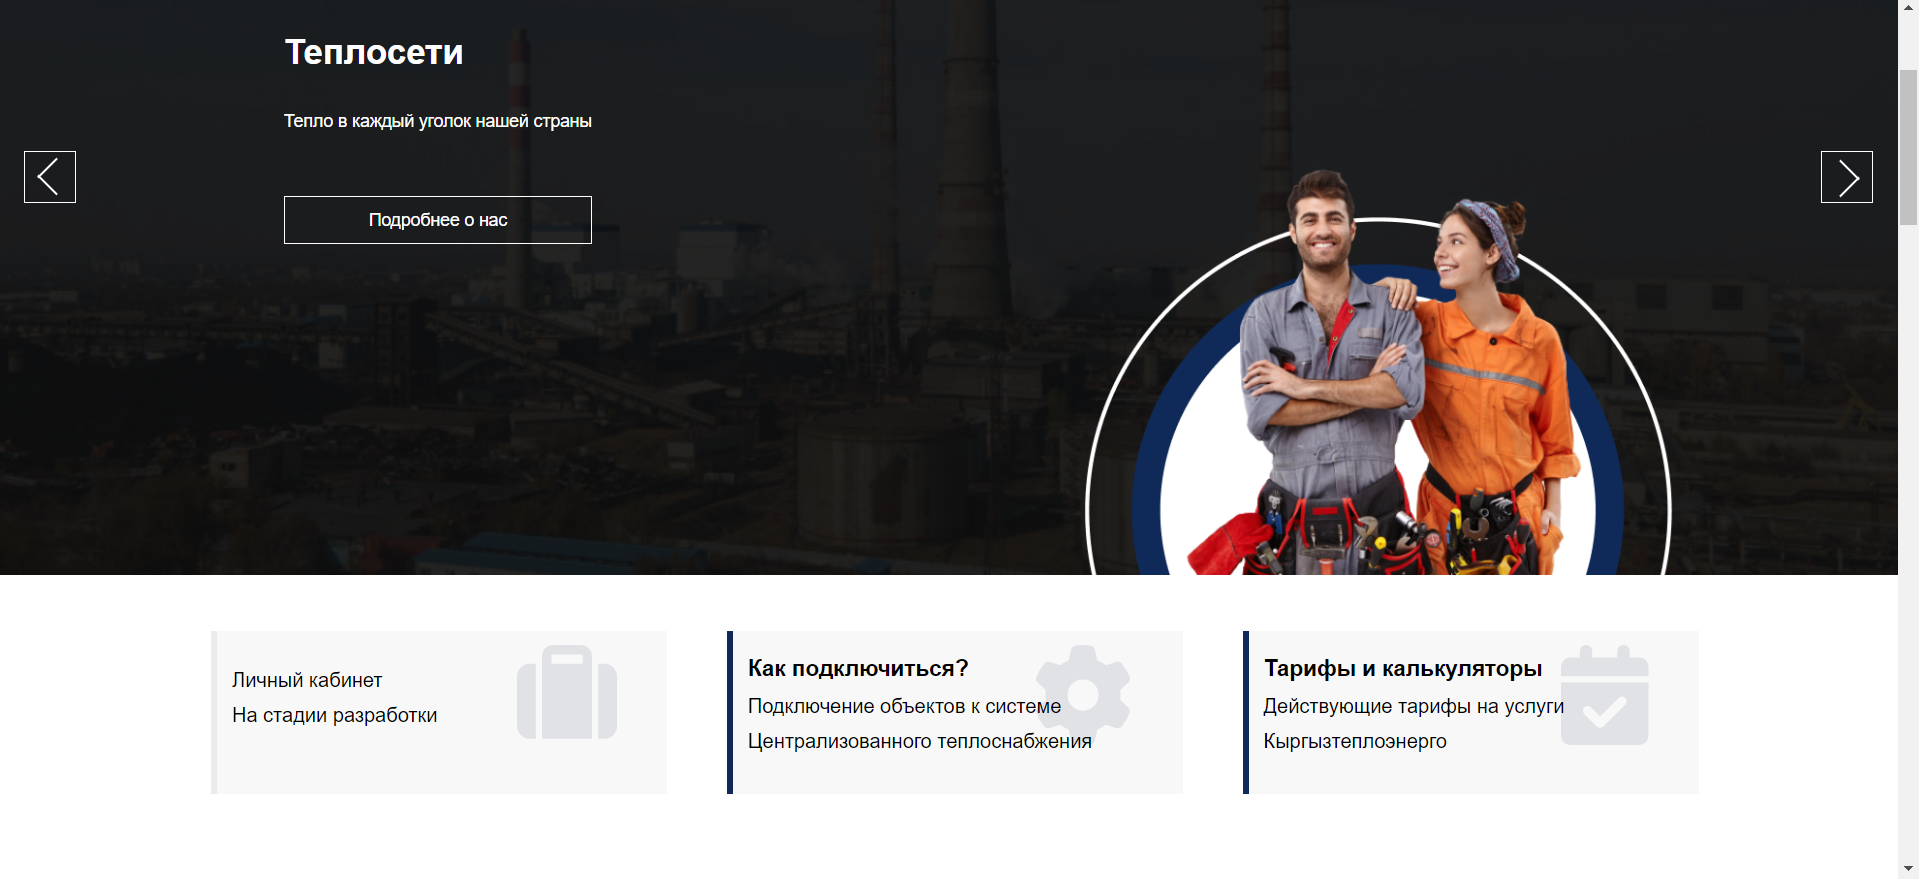 Теплосети
Тепло в каждый уголок нашей страны
Подробнее о нас
Личный кабинет
На стадии разработки
Как подключиться?
Подключение объектов к системе
Централизованного теплоснабжения
Тарифы и калькуляторы
Действующие тарифы на услуги
Кыргызтеплоэнерго